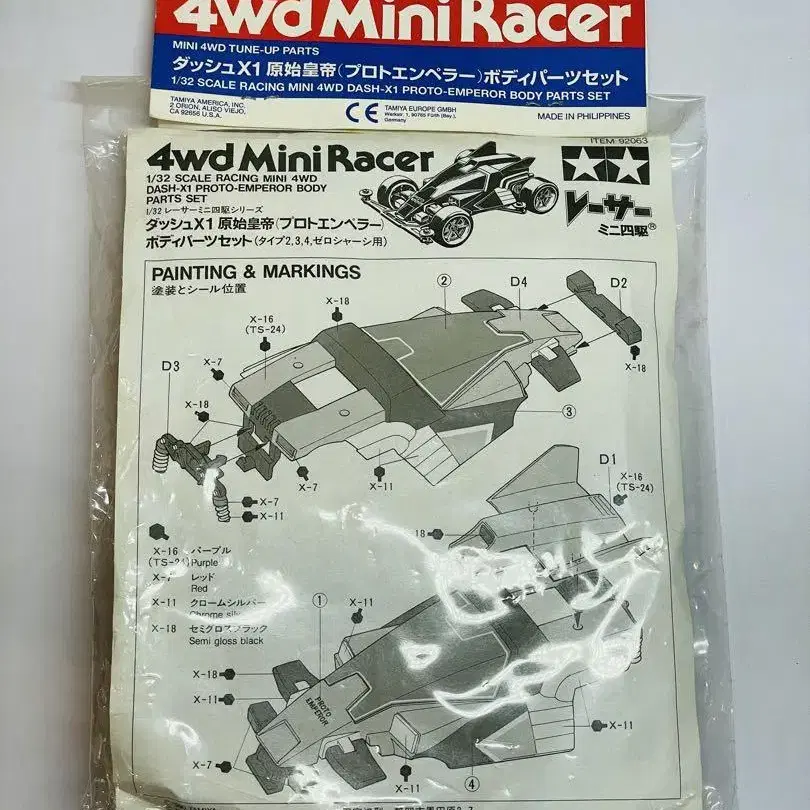 4wd Mini Racer
MINI 4WD TUNE-UP PARTS
ダッシュX1 原始皇帝(プロトエンペラー)ボディパーツセット
1/32 SCALE RACING MINI 4WD DASH-X1 PROTO-EMPEROR BODY PARTS SET
TAMIYA AMERICA, INC.
2 ORION, ALISO VIEJO,
CA 92656 U.S.A.
CE
TAMIYA EUROPE GMBH
Werkstr. 1, 90765 Fürth (Bay.),
Germany
MADE IN PHILIPPINES
ITEM 92063
4wd Mini Racer
1/32 SCALE RACING MINI 4WD
DASH-X1 PROTO-EMPEROR BODY
PARTS SET
1/32 レーサーミニ四駆シリーズ
ダッシュX1 原始皇帝(プロトエンペラー)
ボディパーツセット(タイプ2,3,4,ゼロシャーシ用)
レーサー
ミニ四駆®
PAINTING & MARKINGS
塗装とシール位置
X-18
②
D4
D2
X-16
(TS-24)
D3
X-7
X-18
X-18
③
X-7
X-11
X-7
X-11
D1
X-16
(TS-24)
18
X-16 パープル
(TS-24) Purple
X-7 レッド
Red
X-11 クロームシルバー
Chrome
X-18 セミグロスブラック
Semi gloss black
①
X-11
X-18
X-11
PROTO
EMPEROR
X-11
X-7
X-11
④